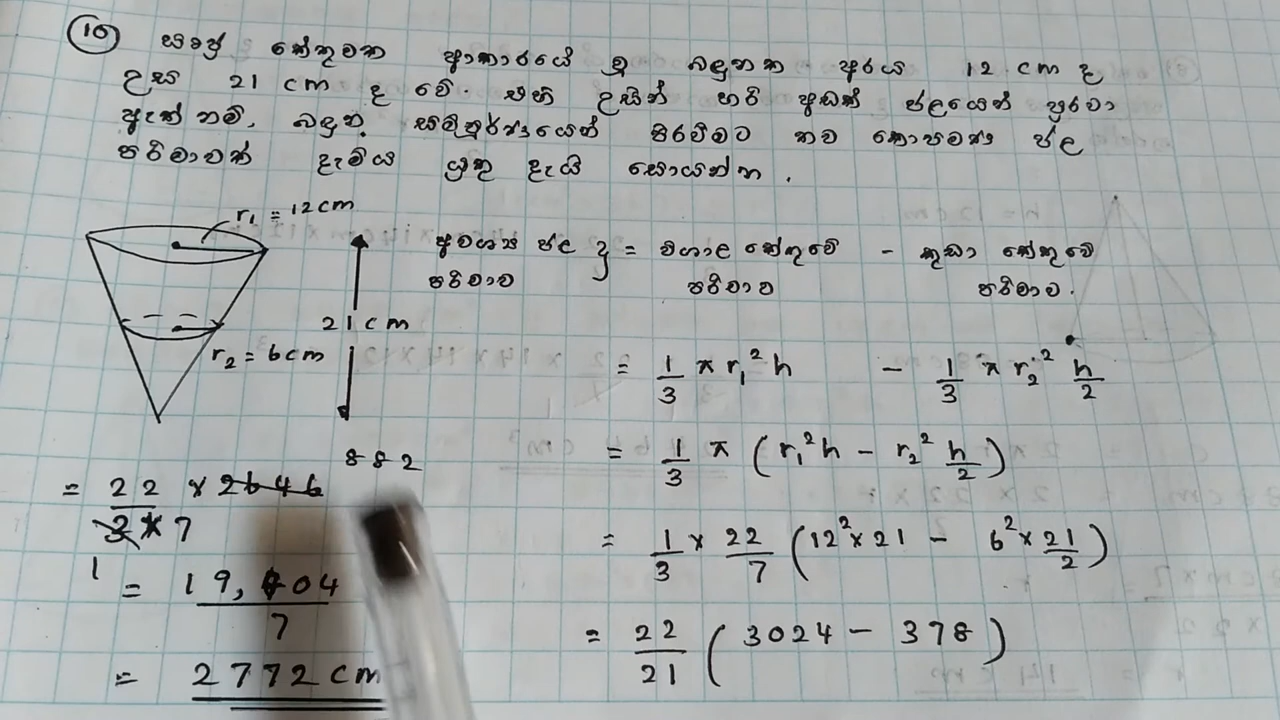 10 සෘජු කේතුවක ආකාරයේ වූ බඳුනක අරය 12 cm ද
උස 21 cm ද වේ. එහි උසින් හරි අඩක් ජලයෙන් පුරවා
ඇත් නම්, බඳුන සම්පූර්ණයෙන් පිරවීමට තව කොපමණ ජල
පරිමාවක් දැමිය යුතු දැයි සොයන්න.
r₁ = 12cm
21 cm
r₂ = 6cm
අවශ්‍ය ජල } = විශාල කේතුවේ - කුඩා කේතුවේ
පරිමාව පරිමාව පරිමාව.
= 1/3 π r₁² h - 1/3 π r₂² h/2
= 1/3 π (r₁²h - r₂² h/2)
= 1/3 × 22/7 (12² × 21 - 6² × 21/2)
= 22/21 (3024 - 378)
882
= 22 × 2646
3 × 7
1
= 19,404/7
= 2772 cm